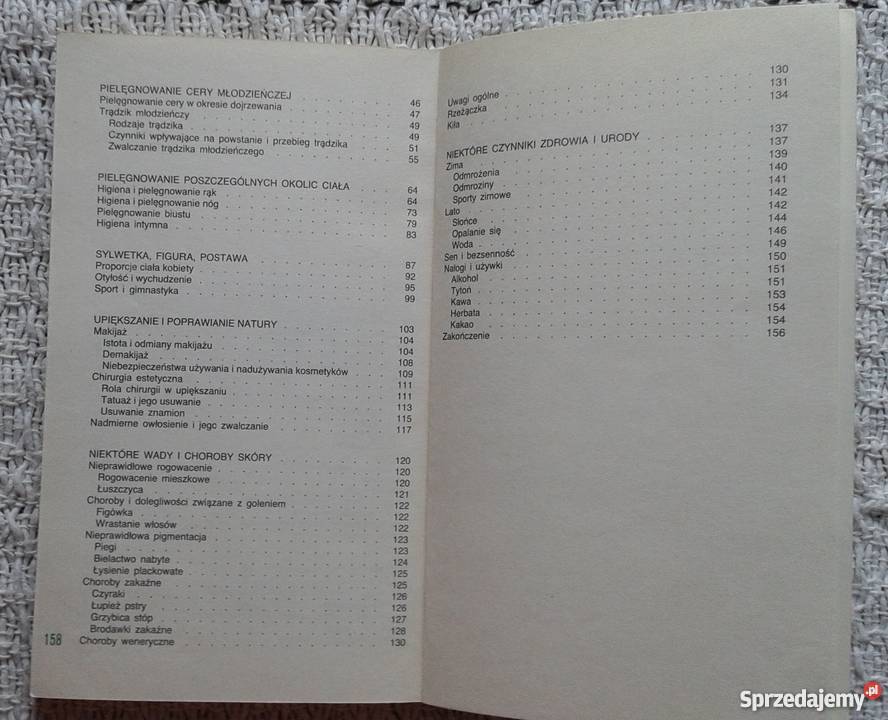 PIELĘGNOWANIE CERY MŁODZIEŃCZEJ . . . 46
Pielęgnowanie cery w okresie dojrzewania . . . 47
Trądzik młodzieńczy . . . 49
Rodzaje trądzika . . . 49
Czynniki wpływające na powstanie i przebieg trądzika . . . 51
Zwalczanie trądzika młodzieńczego . . . 55
PIELĘGNOWANIE POSZCZEGÓLNYCH OKOLIC CIAŁA . . . 64
Higiena i pielęgnowanie rąk . . . 64
Higiena i pielęgnowanie nóg . . . 73
Pielęgnowanie biustu . . . 79
Higiena intymna . . . 83
SYLWETKA, FIGURA, POSTAWA . . . 87
Proporcje ciała kobiety . . . 92
Otyłość i wychudzenie . . . 95
Sport i gimnastyka . . . 99
UPIĘKSZANIE I POPRAWIANIE NATURY . . . 103
Makijaż . . . 104
Istota i odmiany makijażu . . . 104
Demakijaż . . . 108
Niebezpieczeństwa używania i nadużywania kosmetyków . . . 109
Chirurgia estetyczna . . . 111
Rola chirurgii w upiększaniu . . . 111
Tatuaż i jego usuwanie . . . 113
Usuwanie znamion . . . 115
Nadmierne owłosienie i jego zwalczanie . . . 117
NIEKTÓRE WADY I CHOROBY SKÓRY . . . 120
Nieprawidłowe rogowacenie . . . 120
Rogowacenie mieszkowe . . . 120
Łuszczyca . . . 121
Choroby i dolegliwości związane z goleniem . . . 122
Figówka . . . 122
Wrastanie włosów . . . 122
Nieprawidłowa pigmentacja . . . 123
Piegi . . . 123
Bielactwo nabyte . . . 124
Łysienie plackowate . . . 125
Choroby zakaźne . . . 125
Czyraki . . . 126
Łupież pstry . . . 126
Grzybica stóp . . . 127
Brodawki zakaźne . . . 128
Choroby weneryczne . . . 130
158
Uwagi ogólne . . . 130
Rzeżączka . . . 131
Kiła . . . 134
NIEKTÓRE CZYNNIKI ZDROWIA I URODY . . . 137
Zima . . . 137
Odmrożenia . . . 139
Odmroziny . . . 140
Sporty zimowe . . . 141
Lato . . . 142
Słońce . . . 142
Opalanie się . . . 144
Woda . . . 146
Sen i bezsenność . . . 149
Nałogi i używki . . . 150
Alkohol . . . 151
Tytoń . . . 151
Kawa . . . 153
Herbata . . . 154
Kakao . . . 154
Zakończenie . . . 156
Sprzedajemy.pl